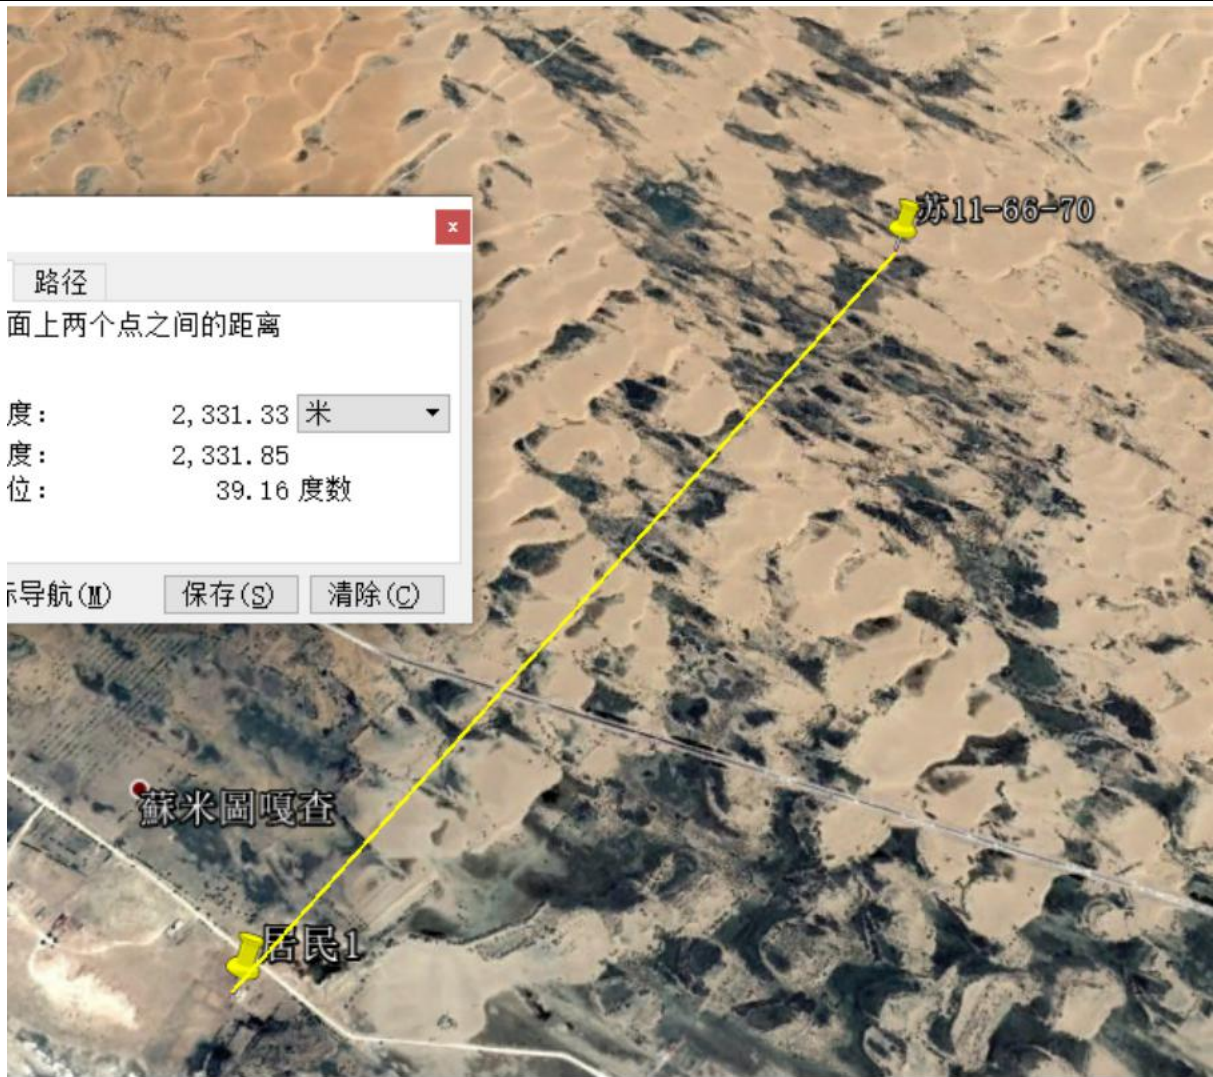 苏11-66-70
x
路径
面上两个点之间的距离
度: 2,331.33 米
度: 2,331.85
位: 39.16 度数
示导航(M) 保存(S) 清除(C)
蘇米圖嘎查
居民1